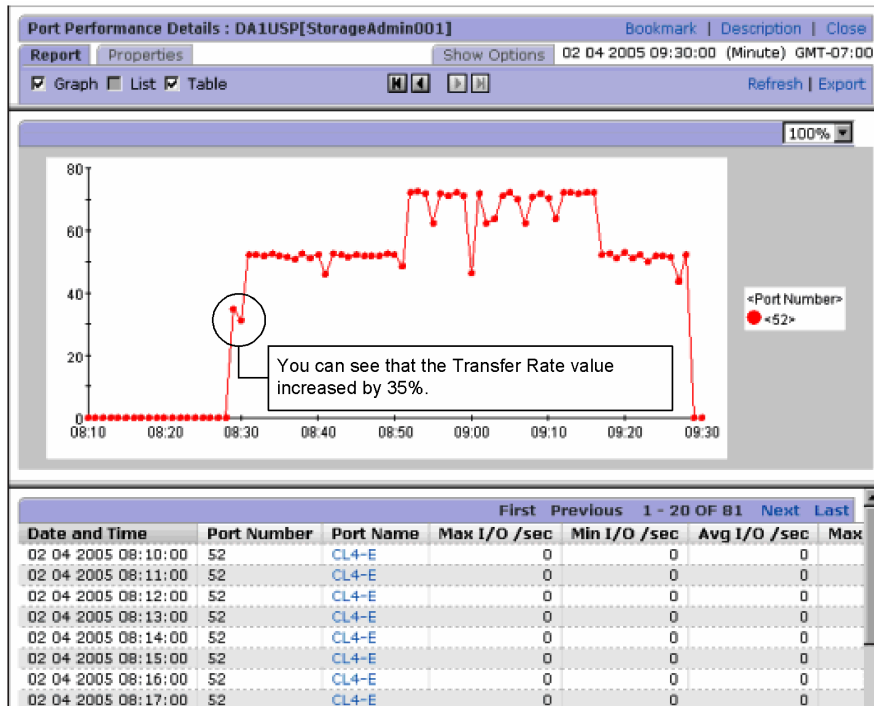 Port Performance Details : DA1USP[StorageAdmin001]
Bookmark | Description | Close
Report Properties
Show Options 02 04 2005 09:30:00 (Minute) GMT-07:00
Graph List Table
Refresh | Export
100%
80
60
40
20
0
08:10 08:20 08:30 08:40 08:50 09:00 09:10 09:20 09:30
You can see that the Transfer Rate value
increased by 35%.
<Port Number>
<52>
First Previous 1 - 20 OF 81 Next Last
Date and Time Port Number Port Name Max I/O /sec Min I/O /sec Avg I/O /sec Max
02 04 2005 08:10:00 52 CL4-E 0 0 0
02 04 2005 08:11:00 52 CL4-E 0 0 0
02 04 2005 08:12:00 52 CL4-E 0 0 0
02 04 2005 08:13:00 52 CL4-E 0 0 0
02 04 2005 08:14:00 52 CL4-E 0 0 0
02 04 2005 08:15:00 52 CL4-E 0 0 0
02 04 2005 08:16:00 52 CL4-E 0 0 0
02 04 2005 08:17:00 52 CL4-E 0 0 0